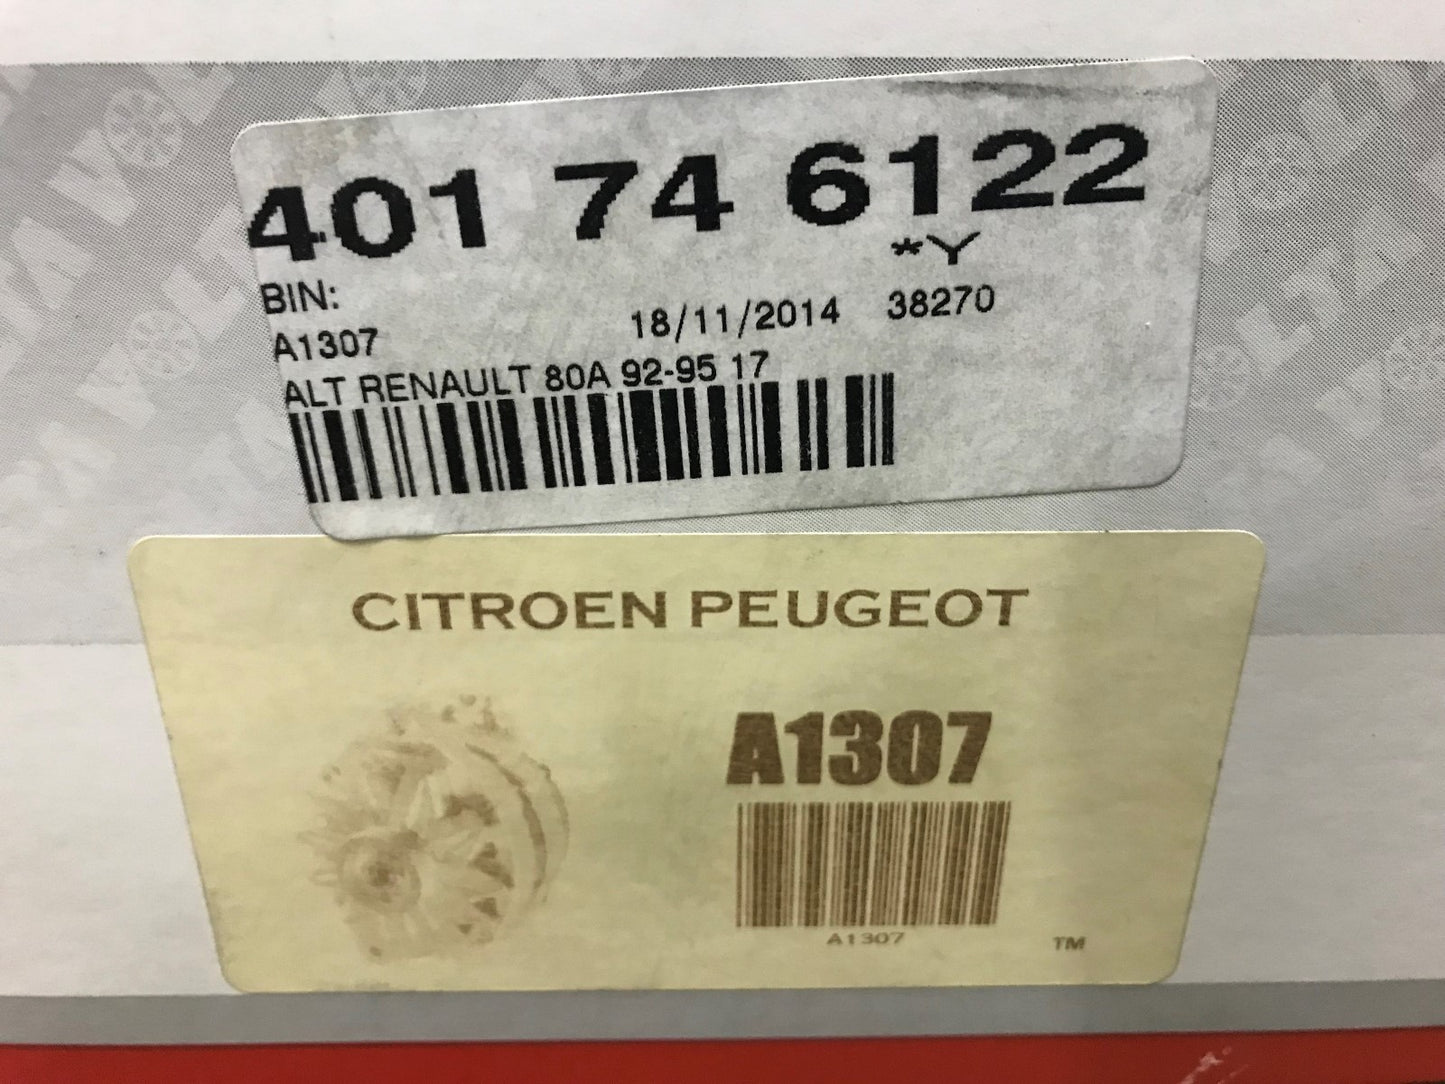 401 74 6122
*Y
BIN:
A1307 18/11/2014 38270
ALT RENAULT 80A 92-95 17
CITROEN PEUGEOT
A1307
A1307
TM